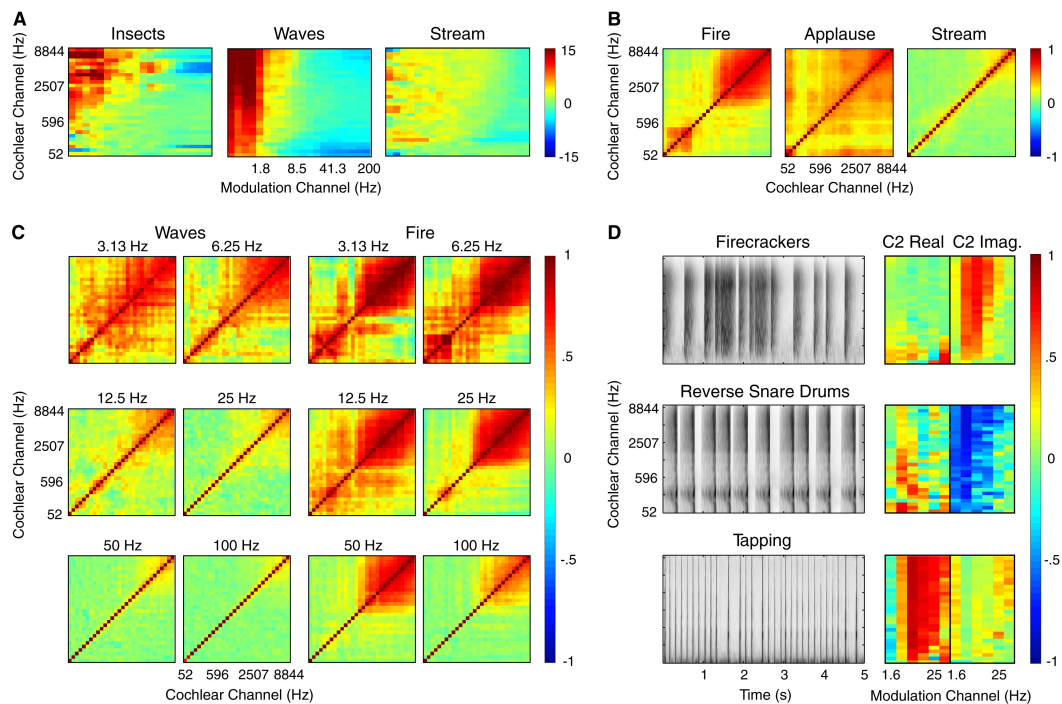 A
Insects
Waves
Stream
Cochlear Channel (Hz)
8844
2507
596
52
1.8 8.5 41.3 200
Modulation Channel (Hz)
15
0
-15
B
Fire
Applause
Stream
Cochlear Channel (Hz)
8844
2507
596
52
52 596 2507 8844
Cochlear Channel (Hz)
1
0
-1
C
Waves
Fire
3.13 Hz
6.25 Hz
3.13 Hz
6.25 Hz
12.5 Hz
25 Hz
12.5 Hz
25 Hz
Cochlear Channel (Hz)
8844
2507
596
52
50 Hz
100 Hz
50 Hz
100 Hz
52 596 2507 8844
Cochlear Channel (Hz)
1
.5
0
-.5
-1
D
Firecrackers
C2 Real
C2 Imag.
Reverse Snare Drums
Cochlear Channel (Hz)
8844
2507
596
52
Tapping
1 2 3 4 5
Time (s)
1.6 25 1.6 25
Modulation Channel (Hz)
1
.5
0
-.5
-1